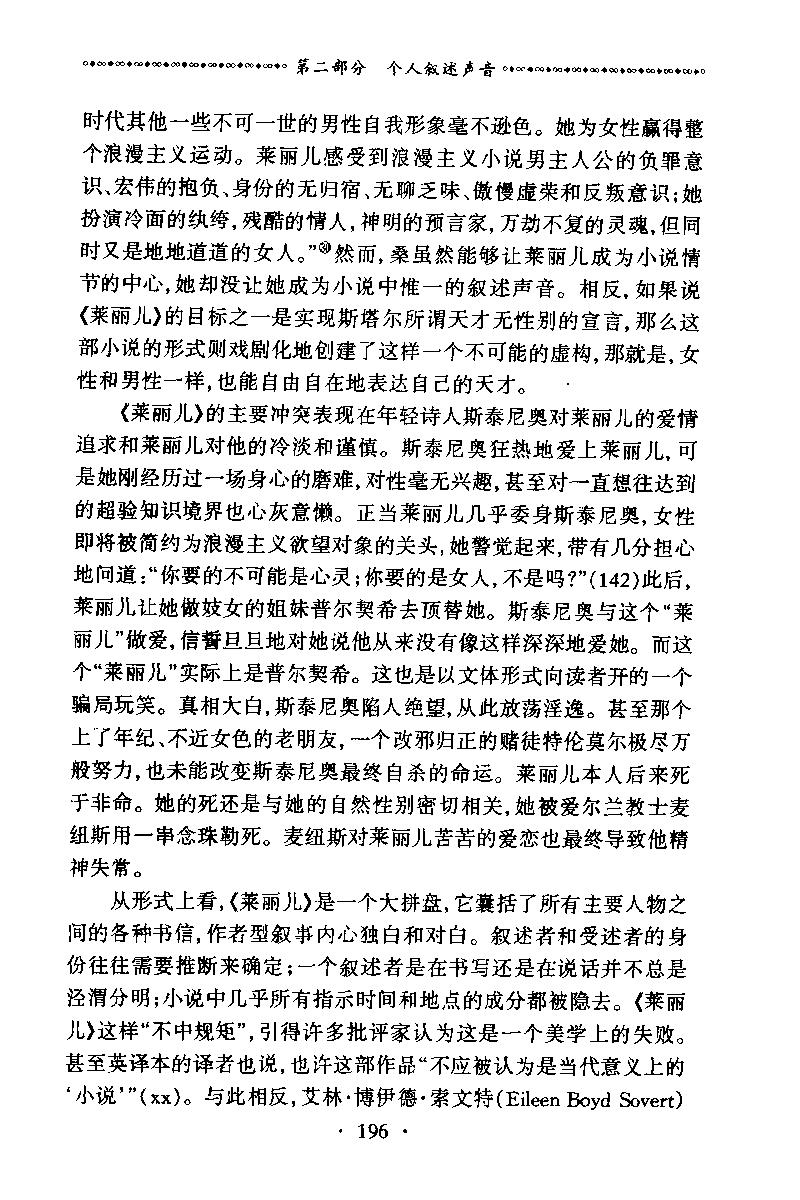 第二部分 个人叙述声音
时代其他一些不可一世的男性自我形象毫不逊色。她为女性赢得整
个浪漫主义运动。莱丽儿感受到浪漫主义小说男主人公的负罪意
识、宏伟的抱负、身份的无归宿、无聊乏味、傲慢虚荣和反叛意识;她
扮演冷面的纨绔,残酷的情人,神明的预言家,万劫不复的灵魂,但同
时又是地地道道的女人。”㉚然而,桑虽然能够让莱丽儿成为小说情
节的中心,她却没让她成为小说中惟一的叙述声音。相反,如果说
《莱丽儿》的目标之一是实现斯塔尔所谓天才无性别的宣言,那么这
部小说的形式则戏剧化地创建了这样一个不可能的虚构,那就是,女
性和男性一样,也能自由自在地表达自己的天才。
《莱丽儿》的主要冲突表现在年轻诗人斯泰尼奥对莱丽儿的爱情
追求和莱丽儿对他的冷淡和谨慎。斯泰尼奥狂热地爱上莱丽儿,可
是她刚经历过一场身心的磨难,对性毫无兴趣,甚至对一直想往达到
的超验知识境界也心灰意懒。正当莱丽儿几乎委身斯泰尼奥,女性
即将被简约为浪漫主义欲望对象的关头,她警觉起来,带有几分担心
地问道:“你要的不可能是心灵;你要的是女人,不是吗?”(142)此后,
莱丽儿让她做妓女的姐妹普尔契希去顶替她。斯泰尼奥与这个“莱
丽儿”做爱,信誓旦旦地对她说他从来没有像这样深深地爱她。而这
个“莱丽儿”实际上是普尔契希。这也是以文体形式向读者开的一个
骗局玩笑。真相大白,斯泰尼奥陷入绝望,从此放荡淫逸。甚至那个
上了年纪、不近女色的老朋友,一个改邪归正的赌徒特伦莫尔极尽万
般努力,也未能改变斯泰尼奥最终自杀的命运。莱丽儿本人后来死
于非命。她的死还是与她的自然性别密切相关,她被爱尔兰教士麦
纽斯用一串念珠勒死。麦纽斯对莱丽儿苦苦的爱恋也最终导致他精
神失常。
从形式上看,《莱丽儿》是一个大拼盘,它囊括了所有主要人物之
间的各种书信,作者型叙事内心独白和对白。叙述者和受述者的身
份往往需要推断来确定;一个叙述者是在书写还是在说话并不总是
泾渭分明;小说中几乎所有指示时间和地点的成分都被隐去。《莱丽
儿》这样“不中规矩”,引得许多批评家认为这是一个美学上的失败。
甚至英译本的译者也说,也许这部作品“不应被认为是当代意义上的
‘小说’”(xx)。与此相反,艾林·博伊德·索文特(Eileen Boyd Sovert)
· 196 ·